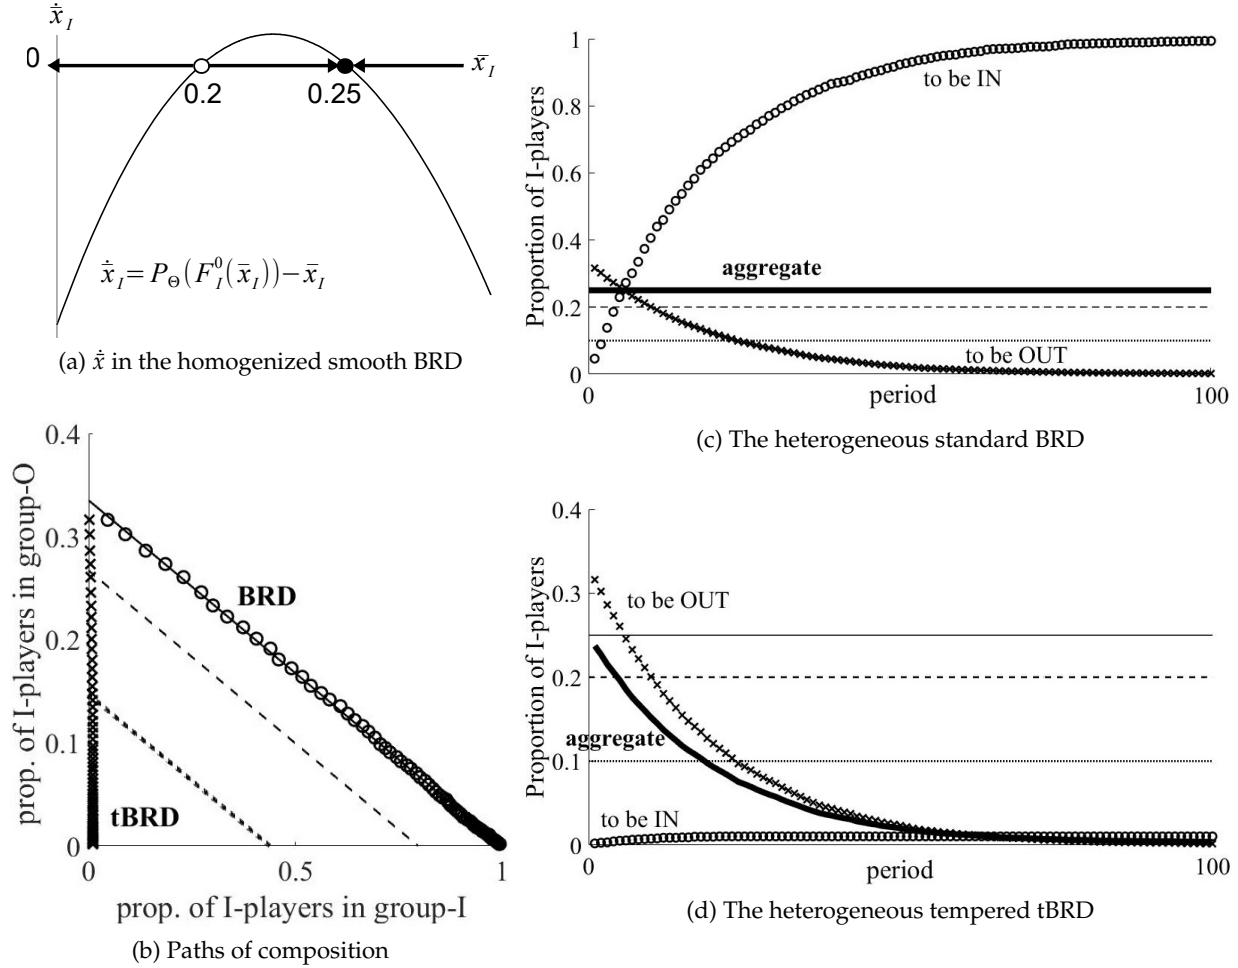 ẋ̄_I
0
x̄_I
0.2
0.25
ẋ̄_I = P_Θ(F_I^0(x̄_I)) − x̄_I
(a) ẋ̄ in the homogenized smooth BRD
prop. of I-players in group-O
0.4
0.3
0.2
0.1
0
BRD
tBRD
0
0.5
1
prop. of I-players in group-I
(b) Paths of composition
Proportion of I-players
1
0.8
0.6
0.4
0.2
0
to be IN
aggregate
to be OUT
0
period
100
(c) The heterogeneous standard BRD
Proportion of I-players
0.4
0.3
0.2
0.1
0
to be OUT
aggregate
to be IN
0
period
100
(d) The heterogeneous tempered tBRD